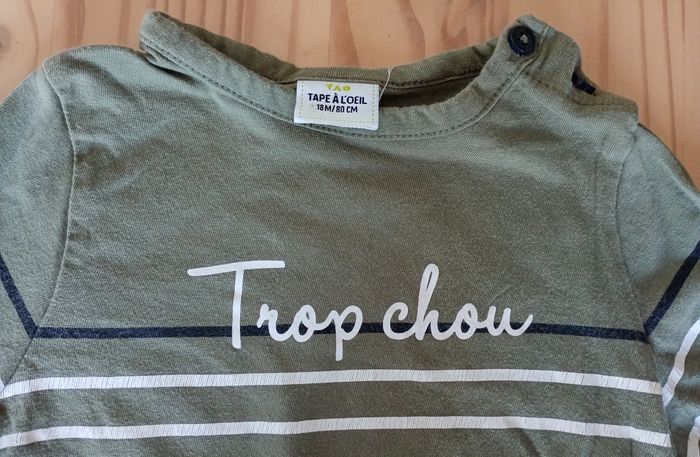 TAO
TAPE À L'OEIL
18M/80 CM
Trop chou